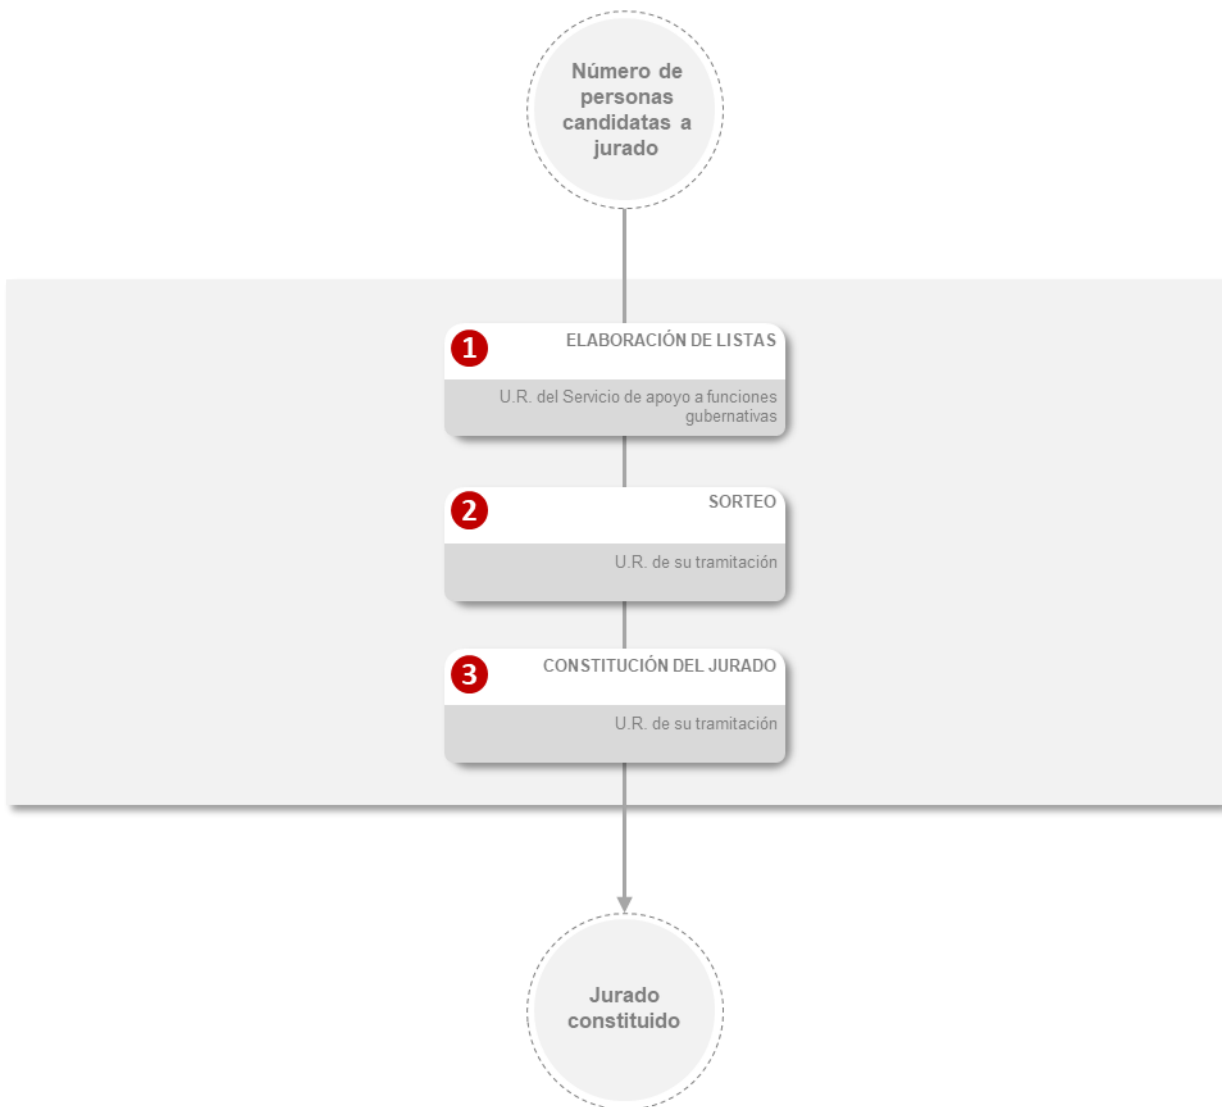 Número de
personas
candidatas a
jurado
1
ELABORACIÓN DE LISTAS
U.R. del Servicio de apoyo a funciones
gubernativas
2
SORTEO
U.R. de su tramitación
3
CONSTITUCIÓN DEL JURADO
U.R. de su tramitación
Jurado
constituido